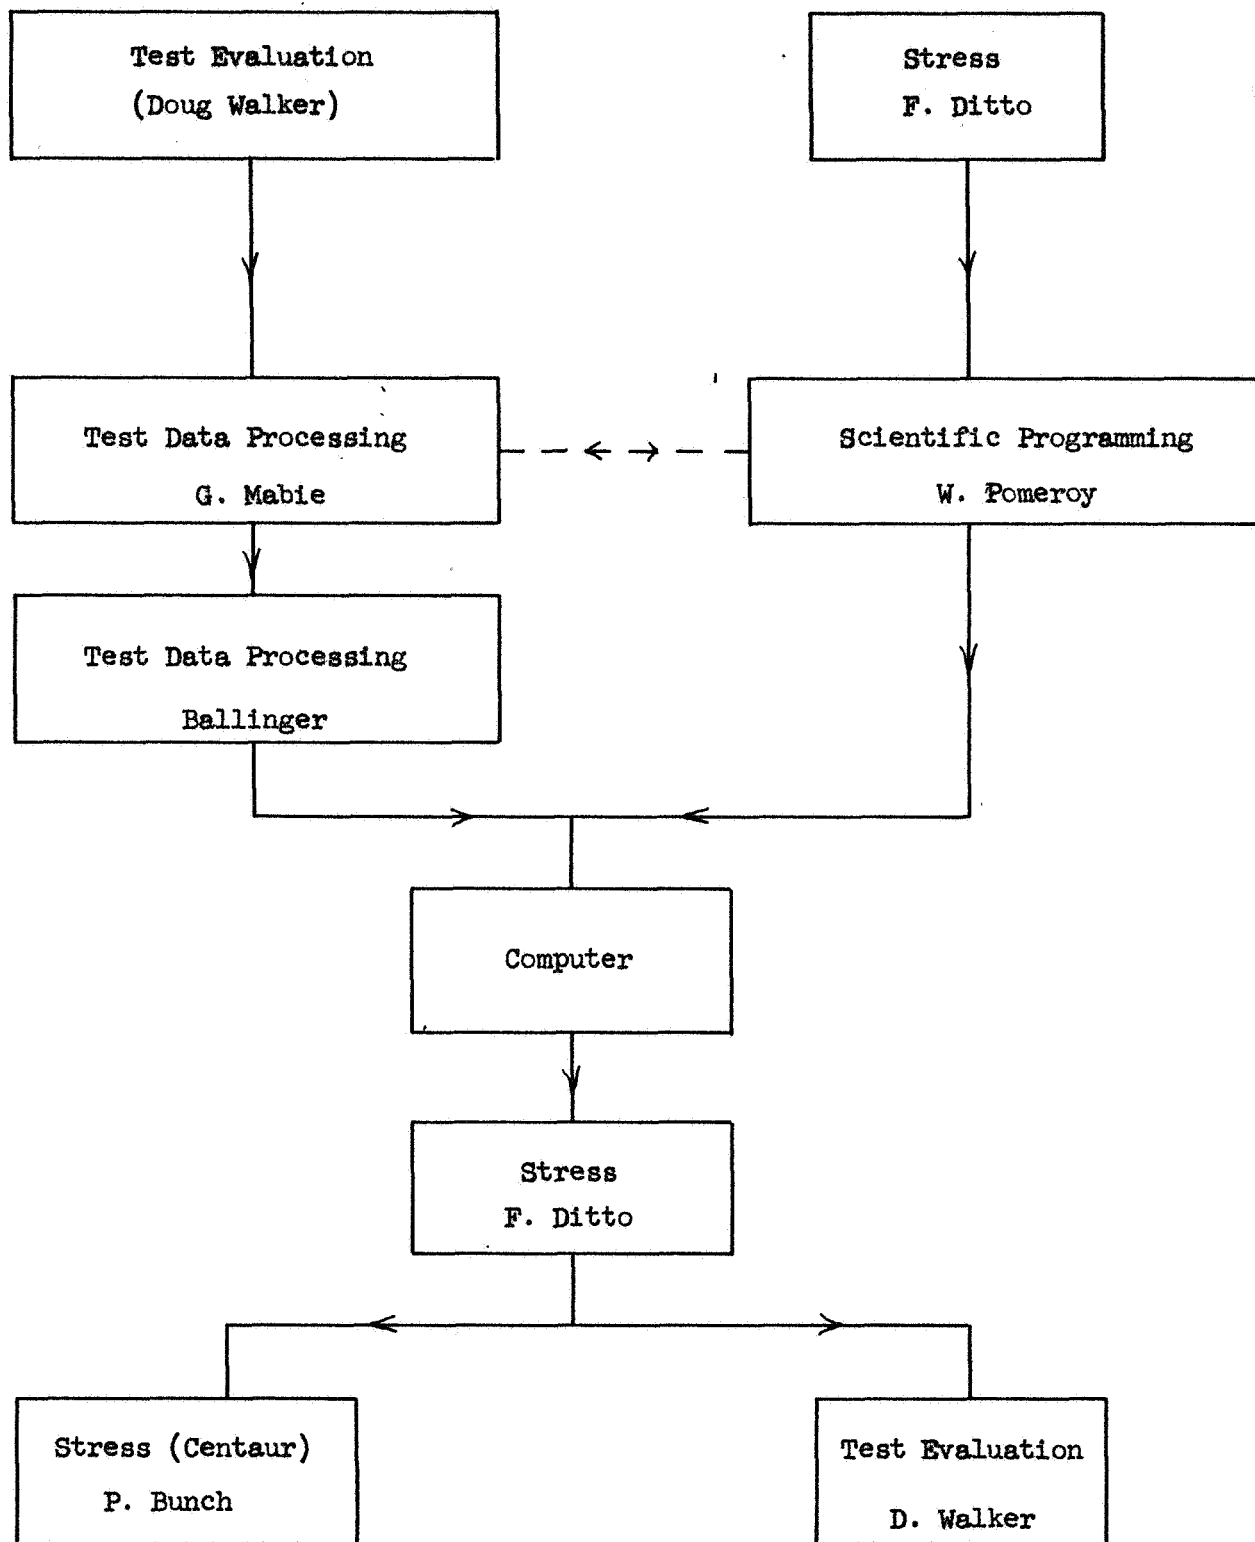 Test Evaluation
(Doug Walker)
Stress
F. Ditto
Test Data Processing
G. Mabie
Scientific Programming
W. Pomeroy
Test Data Processing
Ballinger
Computer
Stress
F. Ditto
Stress (Centaur)
P. Bunch
Test Evaluation
D. Walker